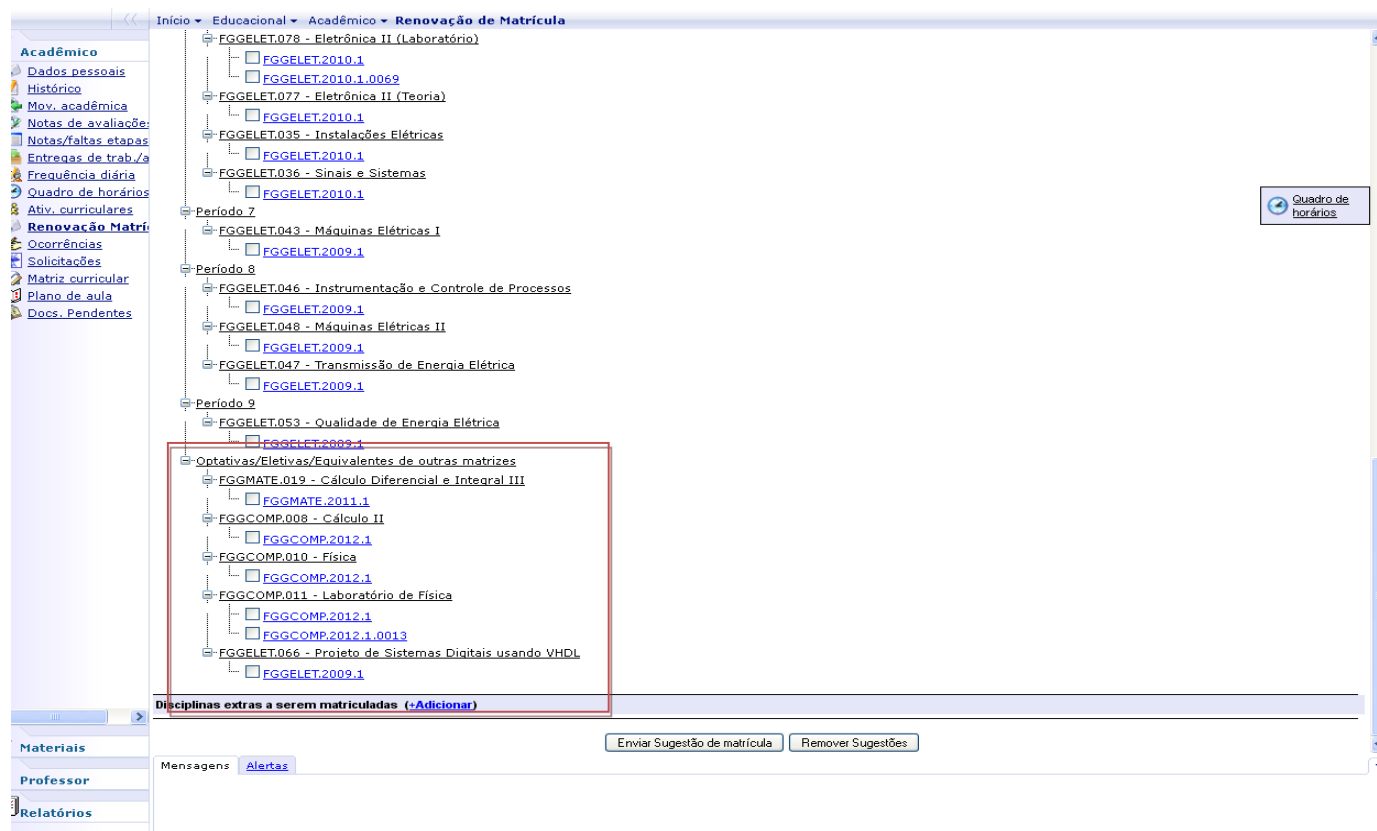 Início Educacional Acadêmico Renovação de Matrícula
Acadêmico
Dados pessoais
Histórico
Mov. acadêmica
Notas de avaliaçõe
Notas/faltas etapas
Entregas de trab./a
Frequência diária
Quadro de horários
Ativ. curriculares
Renovação Matrí
Ocorrências
Solicitações
Matriz curricular
Plano de aula
Docs. Pendentes
Materiais
Professor
Relatórios
FGGELET.078 - Eletrônica II (Laboratório)
FGGELET.2010.1
FGGELET.2010.1.0069
FGGELET.077 - Eletrônica II (Teoria)
FGGELET.2010.1
FGGELET.035 - Instalações Elétricas
FGGELET.2010.1
FGGELET.036 - Sinais e Sistemas
FGGELET.2010.1
Período 7
FGGELET.043 - Máquinas Elétricas I
FGGELET.2009.1
Período 8
FGGELET.046 - Instrumentação e Controle de Processos
FGGELET.2009.1
FGGELET.048 - Máquinas Elétricas II
FGGELET.2009.1
FGGELET.047 - Transmissão de Energia Elétrica
FGGELET.2009.1
Período 9
FGGELET.053 - Qualidade de Energia Elétrica
FGGELET.2009.1
Optativas/Eletivas/Equivalentes de outras matrizes
FGGMATE.019 - Cálculo Diferencial e Integral III
FGGMATE.2011.1
FGGCOMP.008 - Cálculo II
FGGCOMP.2012.1
FGGCOMP.010 - Física
FGGCOMP.2012.1
FGGCOMP.011 - Laboratório de Física
FGGCOMP.2012.1
FGGCOMP.2012.1.0013
FGGELET.066 - Projeto de Sistemas Digitais usando VHDL
FGGELET.2009.1
Quadro de
horários
Disciplinas extras a serem matriculadas (+Adicionar)
Enviar Sugestão de matrícula Remover Sugestões
Mensagens Alertas